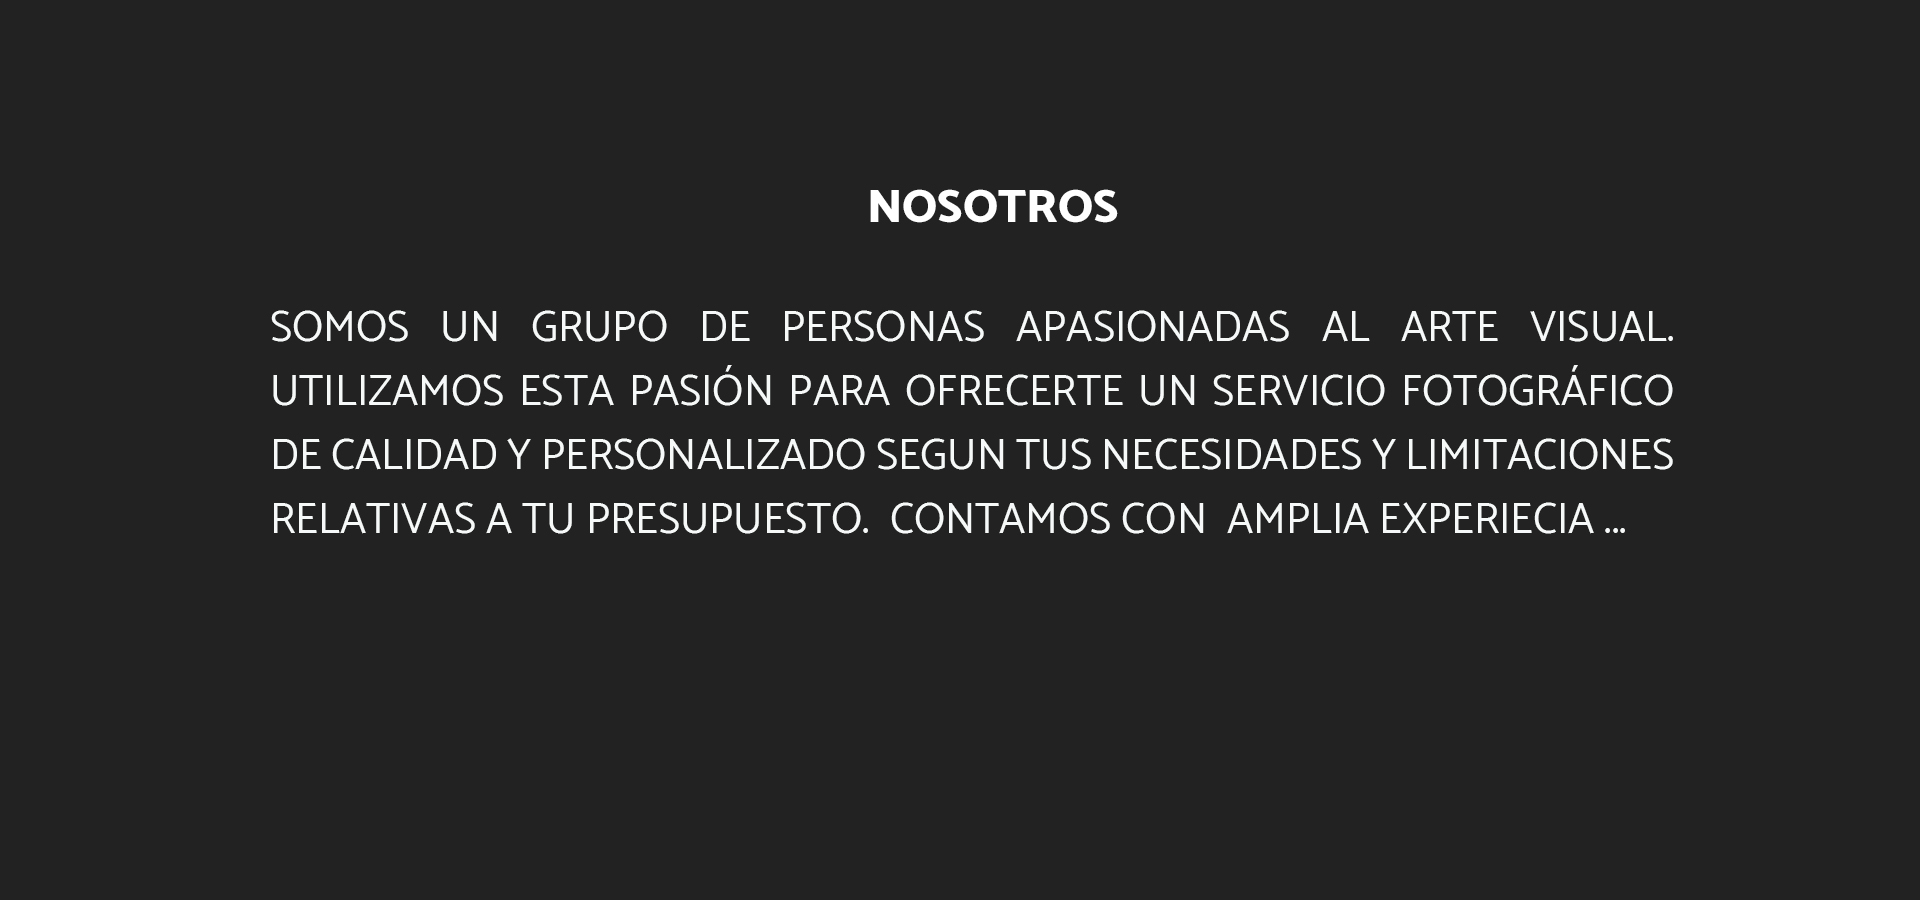 NOSOTROS
SOMOS UN GRUPO DE PERSONAS APASIONADAS AL ARTE VISUAL.
UTILIZAMOS ESTA PASIÓN PARA OFRECERTE UN SERVICIO FOTOGRÁFICO
DE CALIDAD Y PERSONALIZADO SEGUN TUS NECESIDADES Y LIMITACIONES
RELATIVAS A TU PRESUPUESTO.  CONTAMOS CON  AMPLIA EXPERIECIA ...